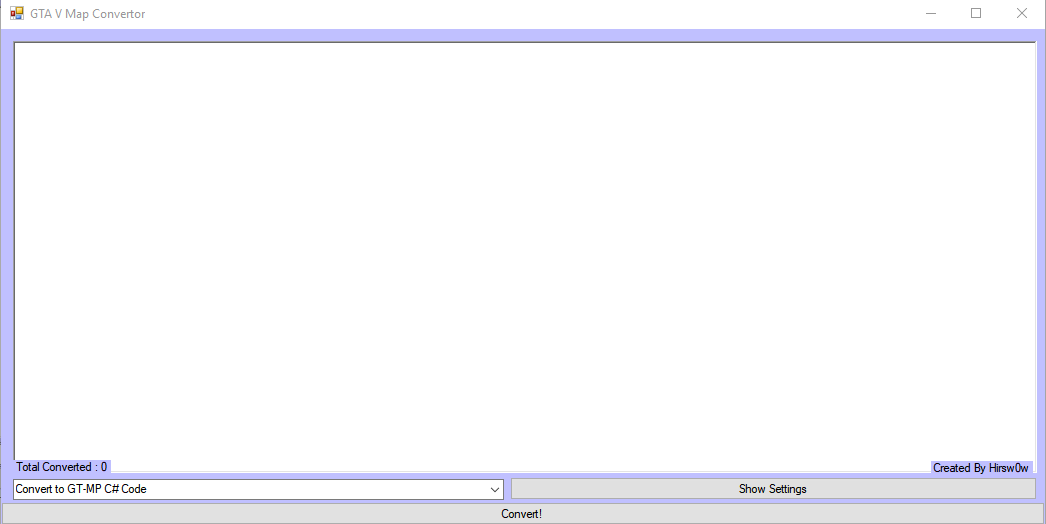 GTA V Map Convertor
Total Converted : 0
Created By Hirsw0w
Convert to GT-MP C# Code
Show Settings
Convert!